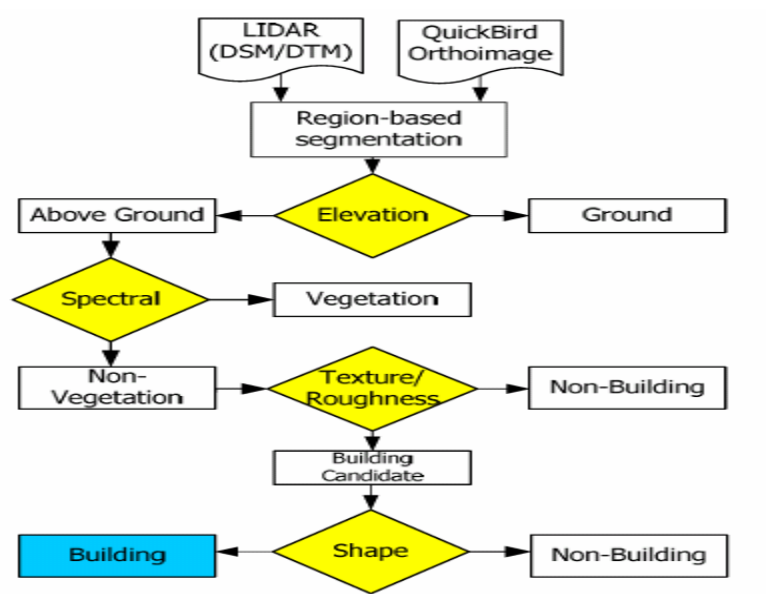 LIDAR
(DSM/DTM)
QuickBird
Orthoimage
Region-based
segmentation
Above Ground
Elevation
Ground
Spectral
Vegetation
Non-
Vegetation
Texture/
Roughness
Non-Building
Building
Candidate
Building
Shape
Non-Building